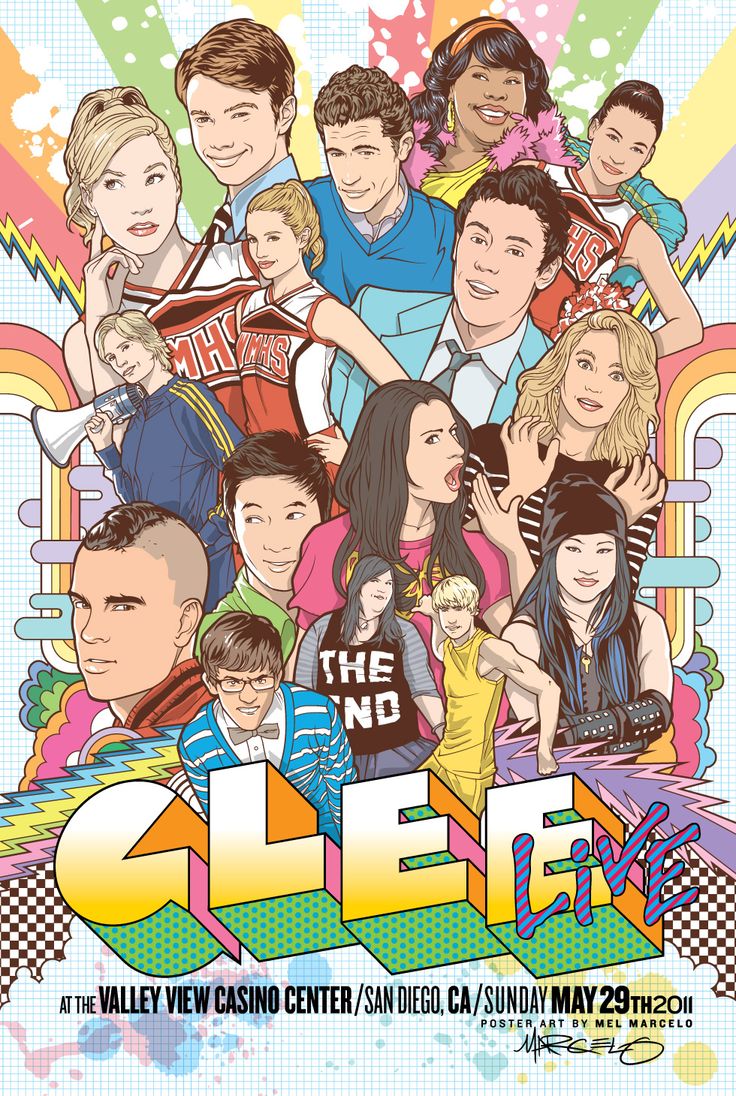 WMHS
WMHS
MHS
THE
END
GLEE
LiVE
AT THE VALLEY VIEW CASINO CENTER/SAN DIEGO, CA/SUNDAY MAY 29TH 2011
POSTER ART BY MEL MARCELO
MARCELO